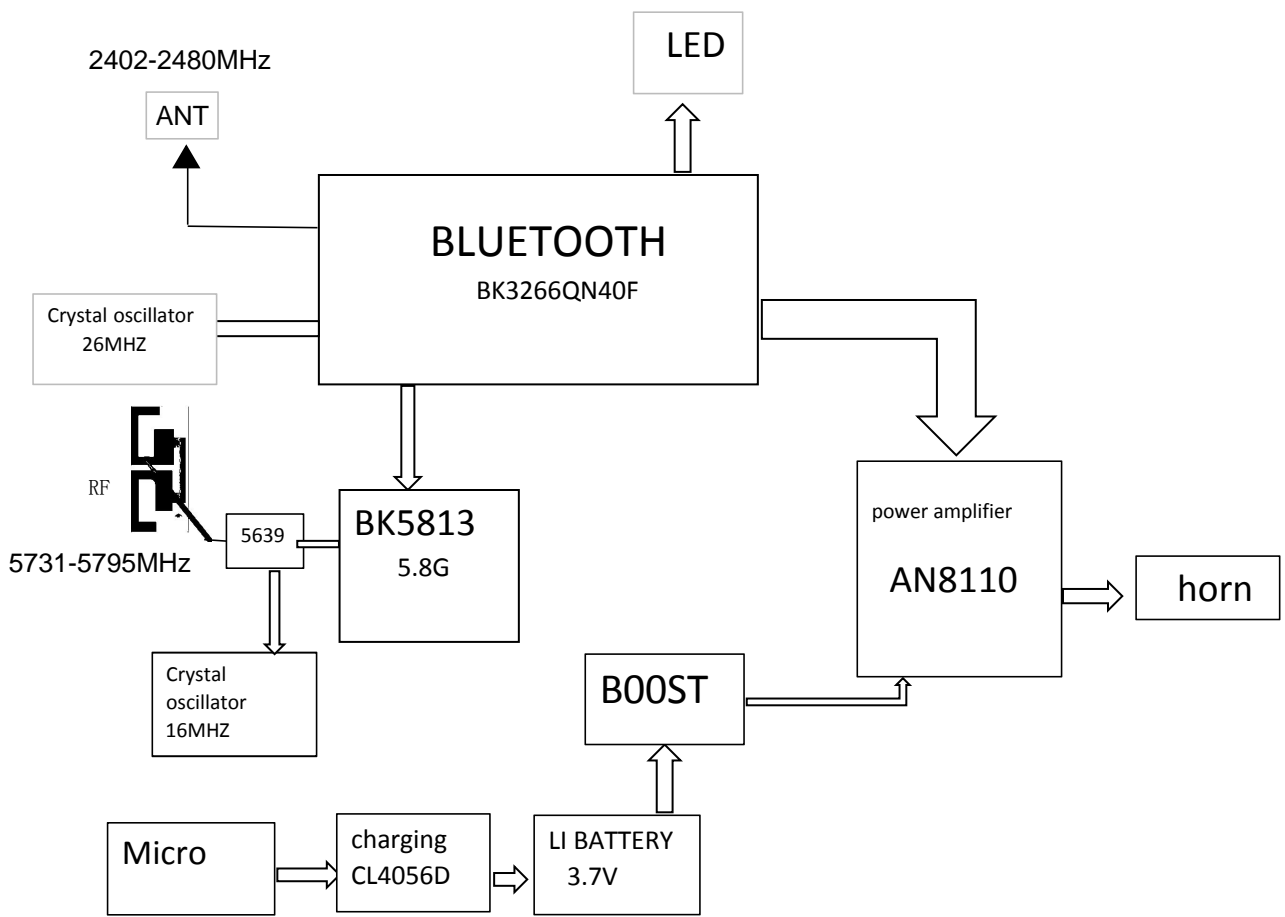 LED
2402-2480MHz
ANT
BLUETOOTH
BK3266QN40F
Crystal oscillator
26MHZ
RF
5731-5795MHz
5639
BK5813
5.8G
power amplifier
AN8110
horn
Crystal
oscillator
16MHZ
B00ST
Micro
charging
CL4056D
LI BATTERY
3.7V